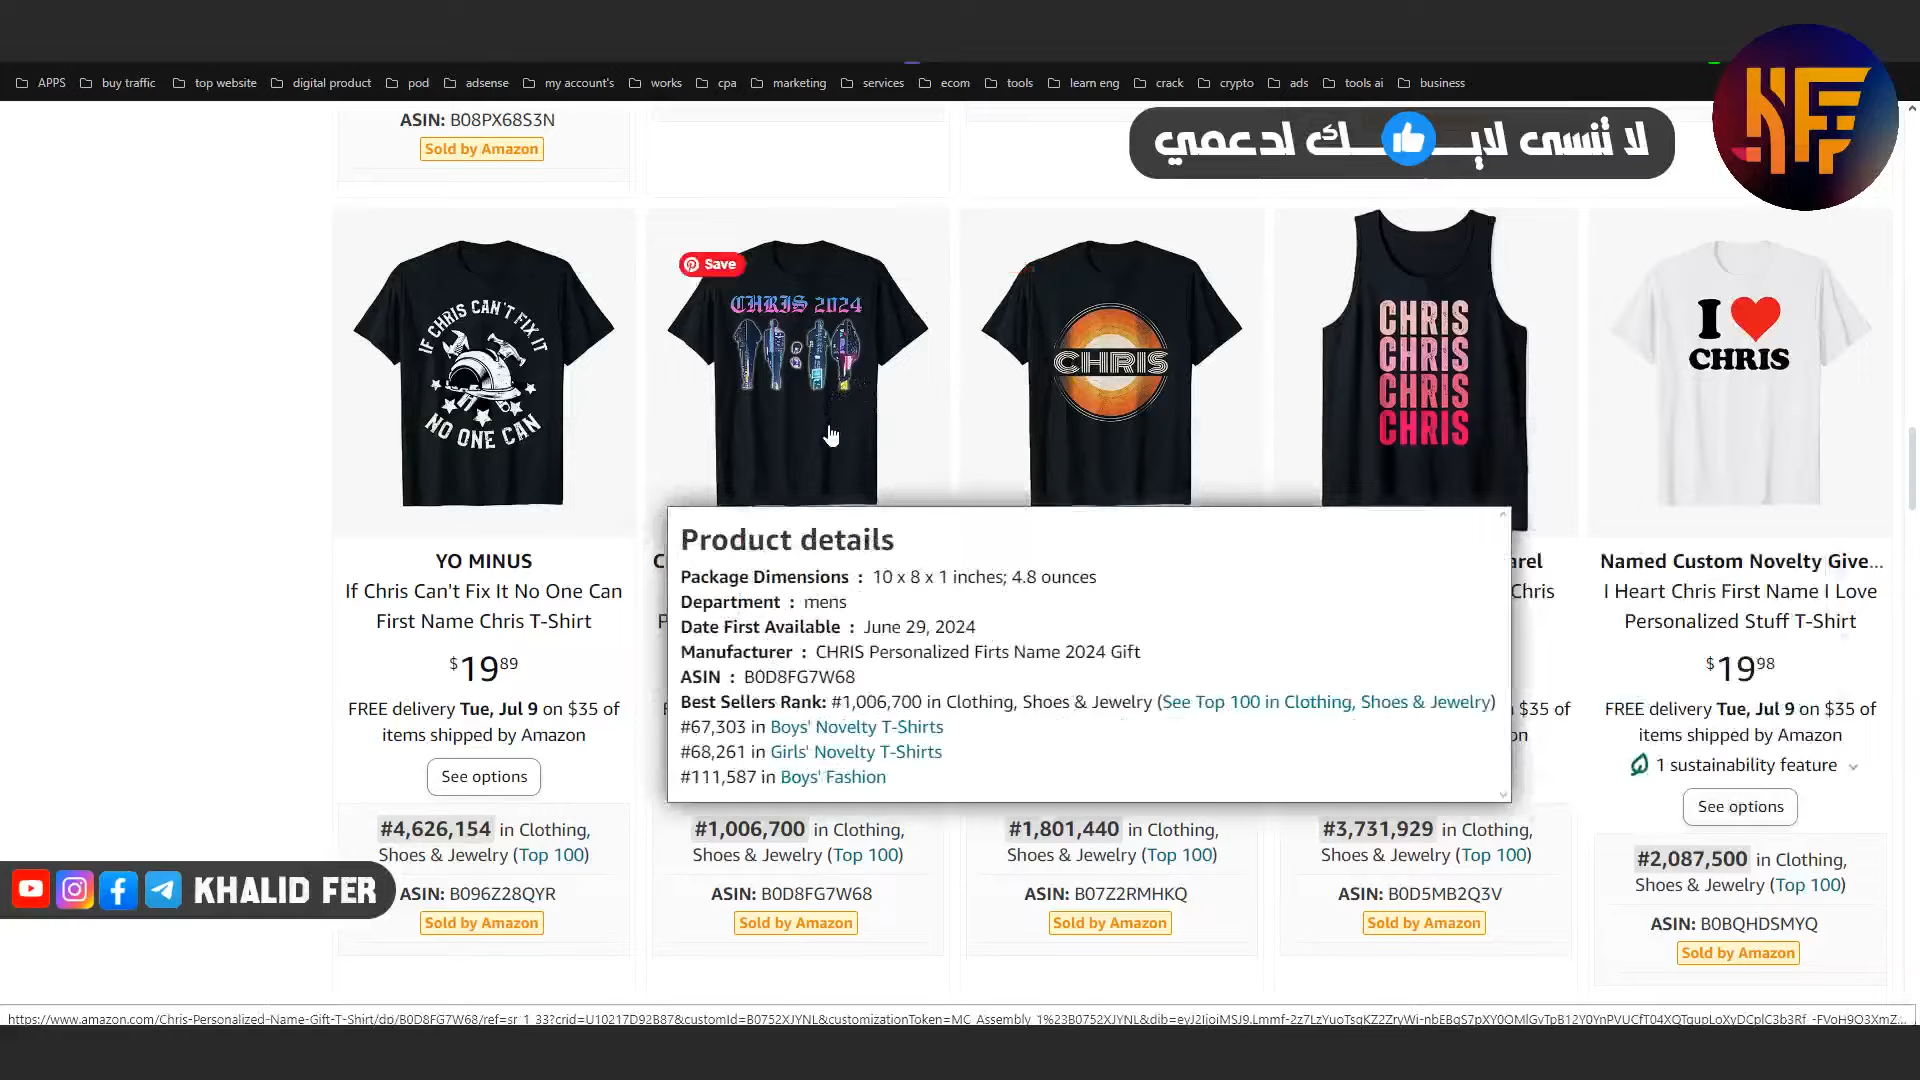 APPS buy traffic top website digital product pod adsense my account's works cpa marketing services ecom tools learn eng crack crypto ads tools ai business
ASIN: B08PX68S3N
Sold by Amazon
لا تنسى لايـــك لدعمي
KF
Save
IF CHRIS CAN'T FIX IT
NO ONE CAN
CHRIS 2024
CHRIS
CHRIS
CHRIS
CHRIS
CHRIS
I
CHRIS
YO MINUS
If Chris Can't Fix It No One Can
First Name Chris T-Shirt
$19.89
FREE delivery Tue, Jul 9 on $35 of
items shipped by Amazon
See options
#4,626,154 in Clothing,
Shoes & Jewelry (Top 100)
ASIN: B096Z28QYR
Sold by Amazon
Product details
Package Dimensions : 10 x 8 x 1 inches; 4.8 ounces
Department : mens
Date First Available : June 29, 2024
Manufacturer : CHRIS Personalized Firts Name 2024 Gift
ASIN : B0D8FG7W68
Best Sellers Rank: #1,006,700 in Clothing, Shoes & Jewelry (See Top 100 in Clothing, Shoes & Jewelry)
#67,303 in Boys' Novelty T-Shirts
#68,261 in Girls' Novelty T-Shirts
#111,587 in Boys' Fashion
#1,006,700 in Clothing,
Shoes & Jewelry (Top 100)
ASIN: B0D8FG7W68
Sold by Amazon
#1,801,440 in Clothing,
Shoes & Jewelry (Top 100)
ASIN: B07Z2RMHKQ
Sold by Amazon
arel
Chris
$35 of
on
#3,731,929 in Clothing,
Shoes & Jewelry (Top 100)
ASIN: B0D5MB2Q3V
Sold by Amazon
Named Custom Novelty Give...
I Heart Chris First Name I Love
Personalized Stuff T-Shirt
$19.98
FREE delivery Tue, Jul 9 on $35 of
items shipped by Amazon
1 sustainability feature
See options
#2,087,500 in Clothing,
Shoes & Jewelry (Top 100)
ASIN: B0BQHDSMYQ
Sold by Amazon
KHALID FER